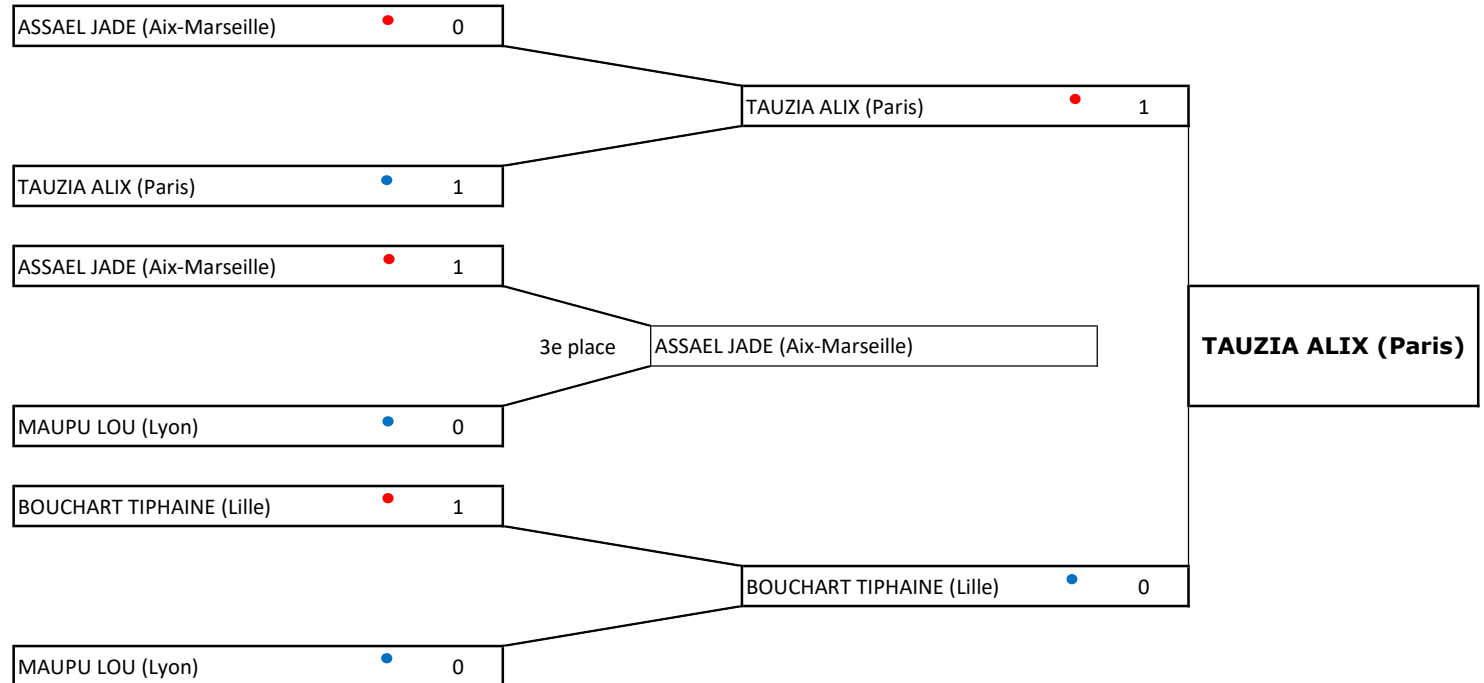 ASSAEL JADE (Aix-Marseille) 0
TAUZIA ALIX (Paris) 1
TAUZIA ALIX (Paris) 1
ASSAEL JADE (Aix-Marseille) 1
3e place ASSAEL JADE (Aix-Marseille)
TAUZIA ALIX (Paris)
MAUPU LOU (Lyon) 0
BOUCHART TIPHAINE (Lille) 1
BOUCHART TIPHAINE (Lille) 0
MAUPU LOU (Lyon) 0